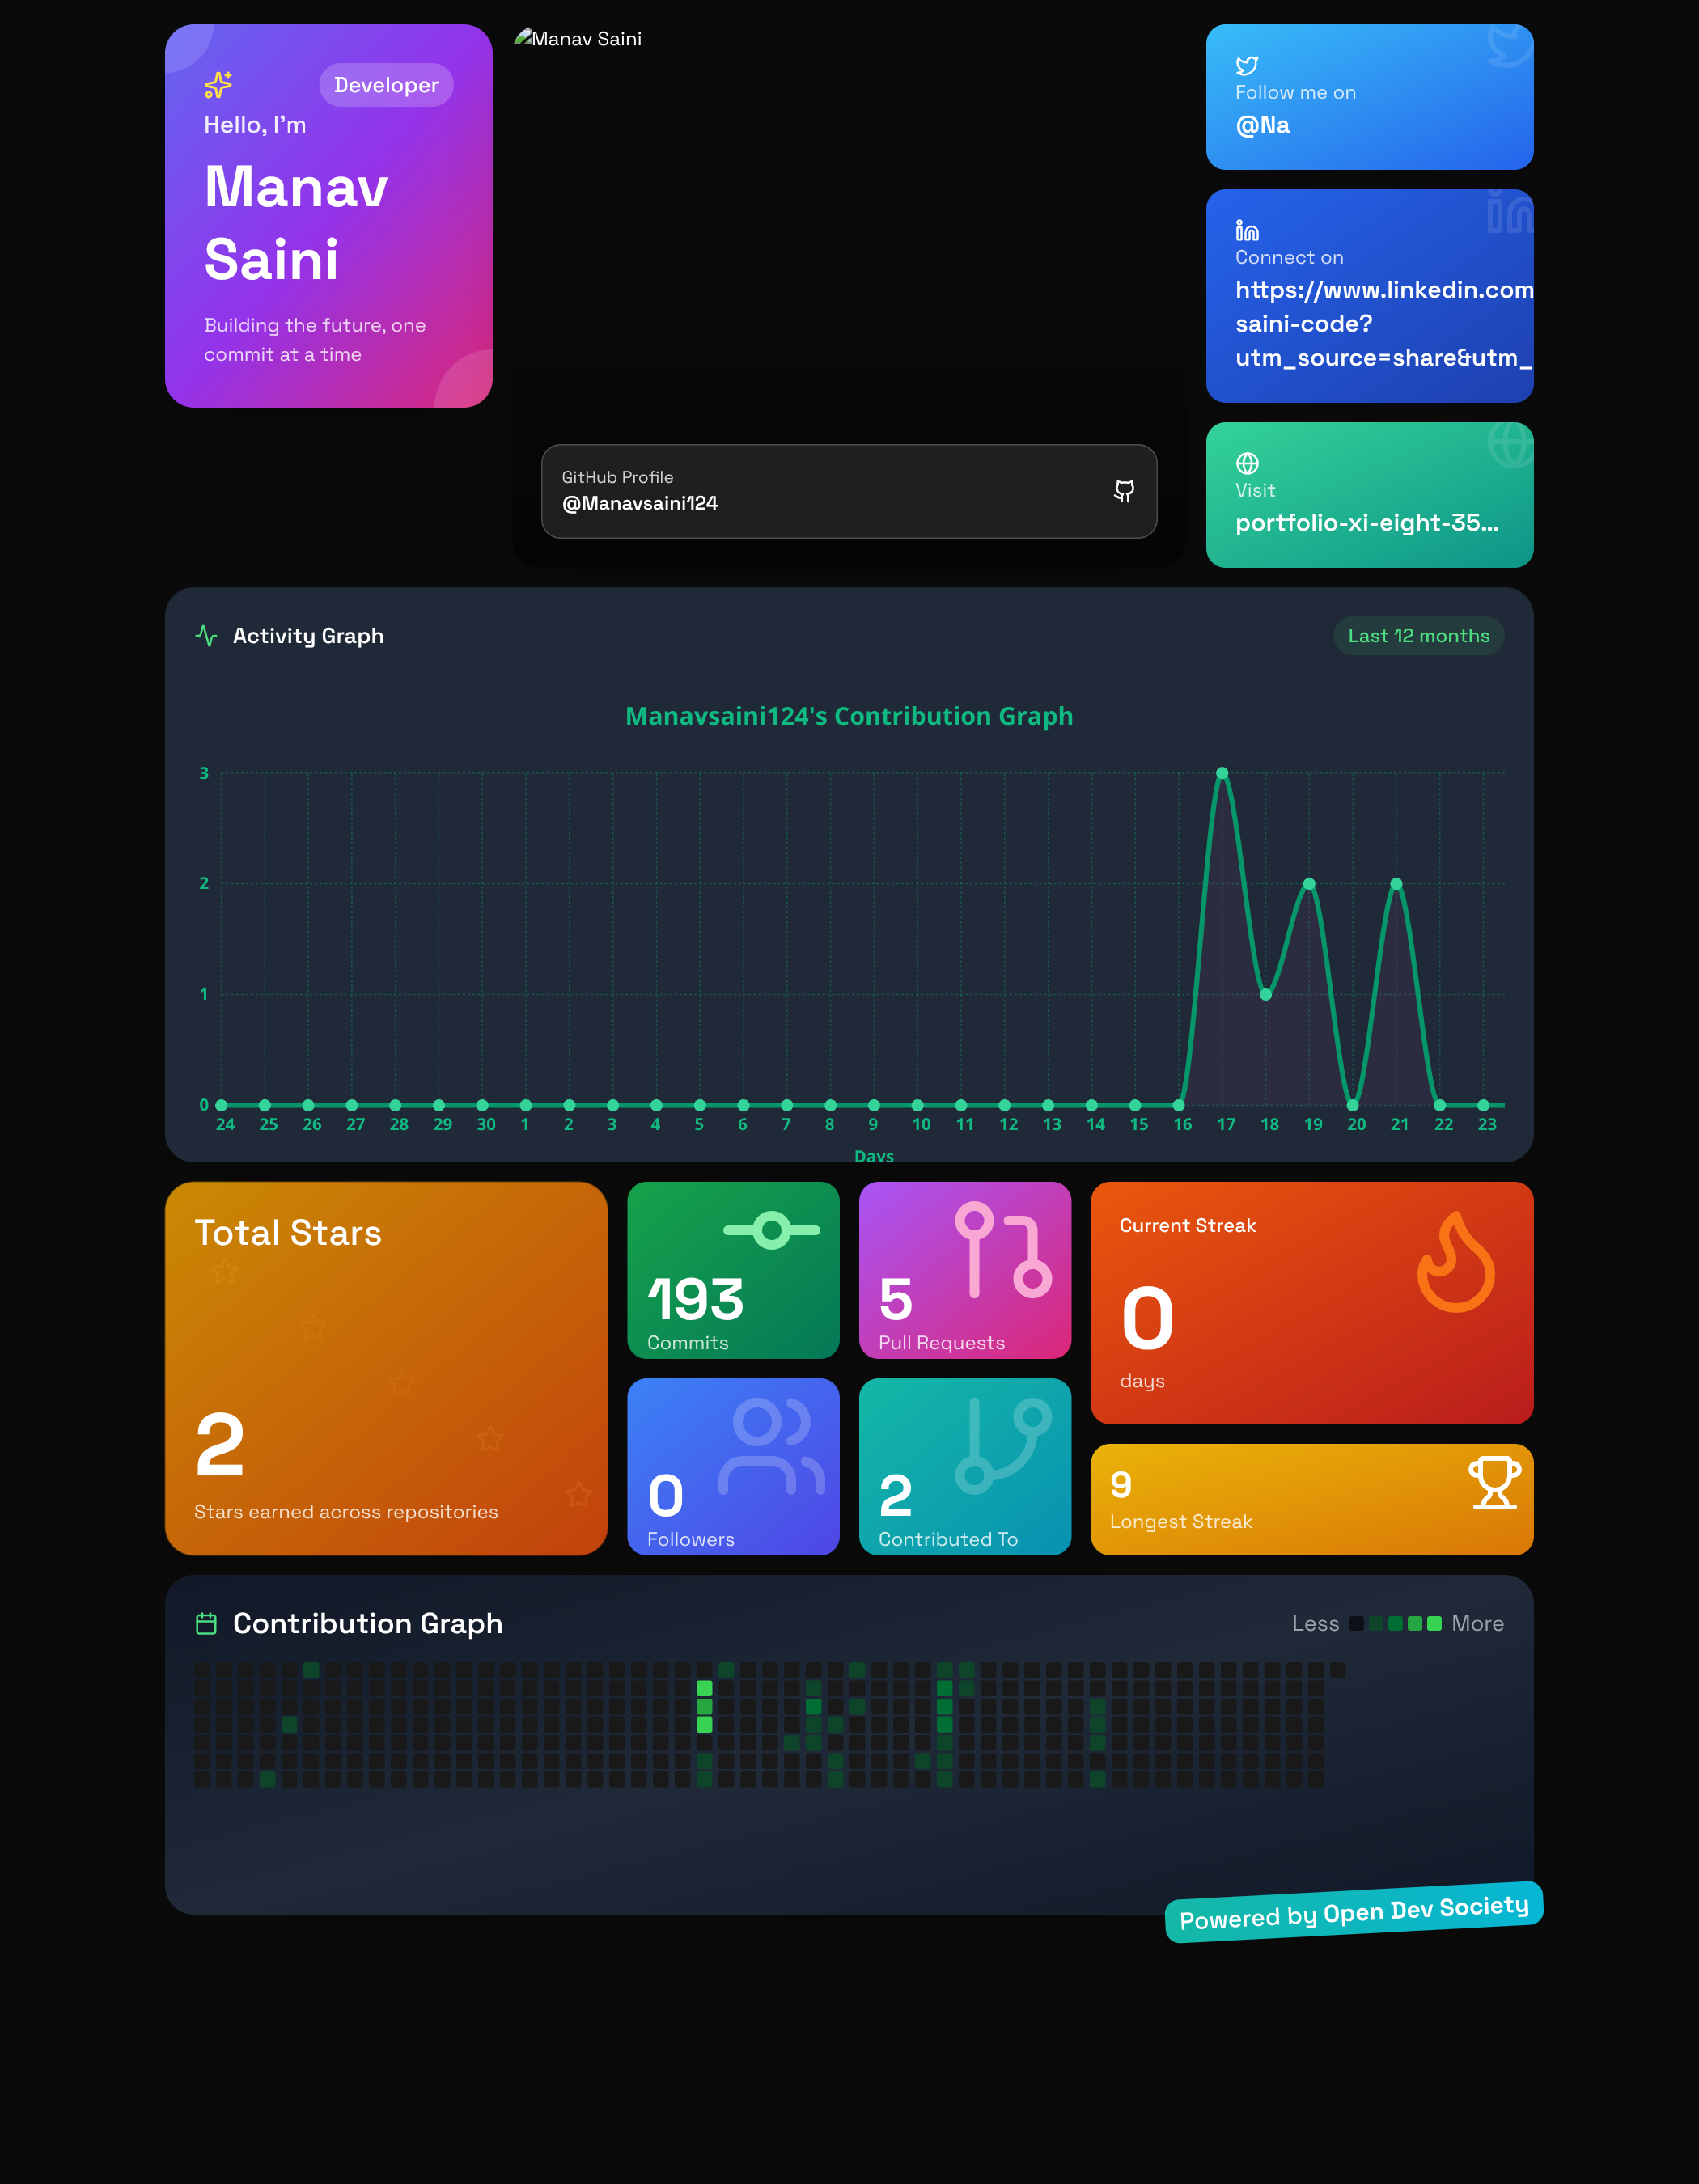 Developer
Hello, I'm
Manav
Saini
Building the future, one
commit at a time
Manav Saini
GitHub Profile
@Manavsaini124
Follow me on
@Na
Connect on
https://www.linkedin.com
saini-code?
utm_source=share&utm_
Visit
portfolio-xi-eight-35...
Activity Graph
Last 12 months
Manavsaini124's Contribution Graph
3
2
1
0
24 25 26 27 28 29 30 1 2 3 4 5 6 7 8 9 10 11 12 13 14 15 16 17 18 19 20 21 22 23
Days
Total Stars
2
Stars earned across repositories
193
Commits
5
Pull Requests
0
Followers
2
Contributed To
Current Streak
0
days
9
Longest Streak
Contribution Graph
Less More
Powered by Open Dev Society